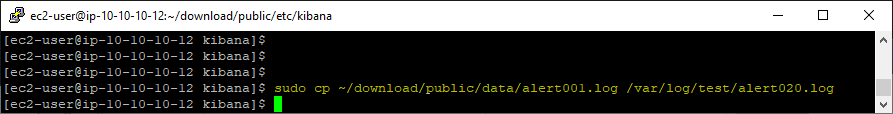 ec2-user@ip-10-10-10-12:~/download/public/etc/kibana
[ec2-user@ip-10-10-10-12 kibana]$
[ec2-user@ip-10-10-10-12 kibana]$
[ec2-user@ip-10-10-10-12 kibana]$
[ec2-user@ip-10-10-10-12 kibana]$ sudo cp ~/download/public/data/alert001.log /var/log/test/alert020.log
[ec2-user@ip-10-10-10-12 kibana]$